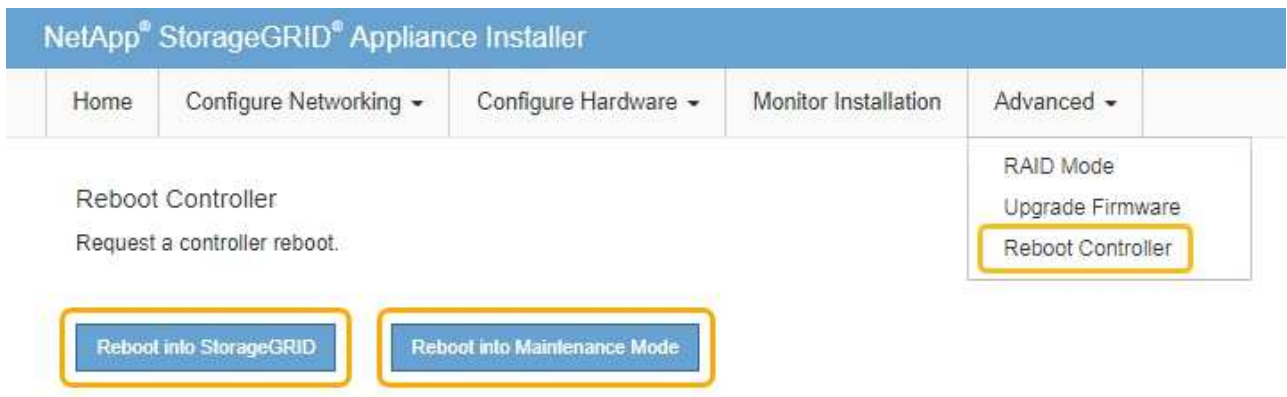 NetApp® StorageGRID® Appliance Installer
Home Configure Networking Configure Hardware Monitor Installation Advanced
RAID Mode
Upgrade Firmware
Reboot Controller
Reboot Controller
Request a controller reboot.
Reboot into StorageGRID Reboot into Maintenance Mode